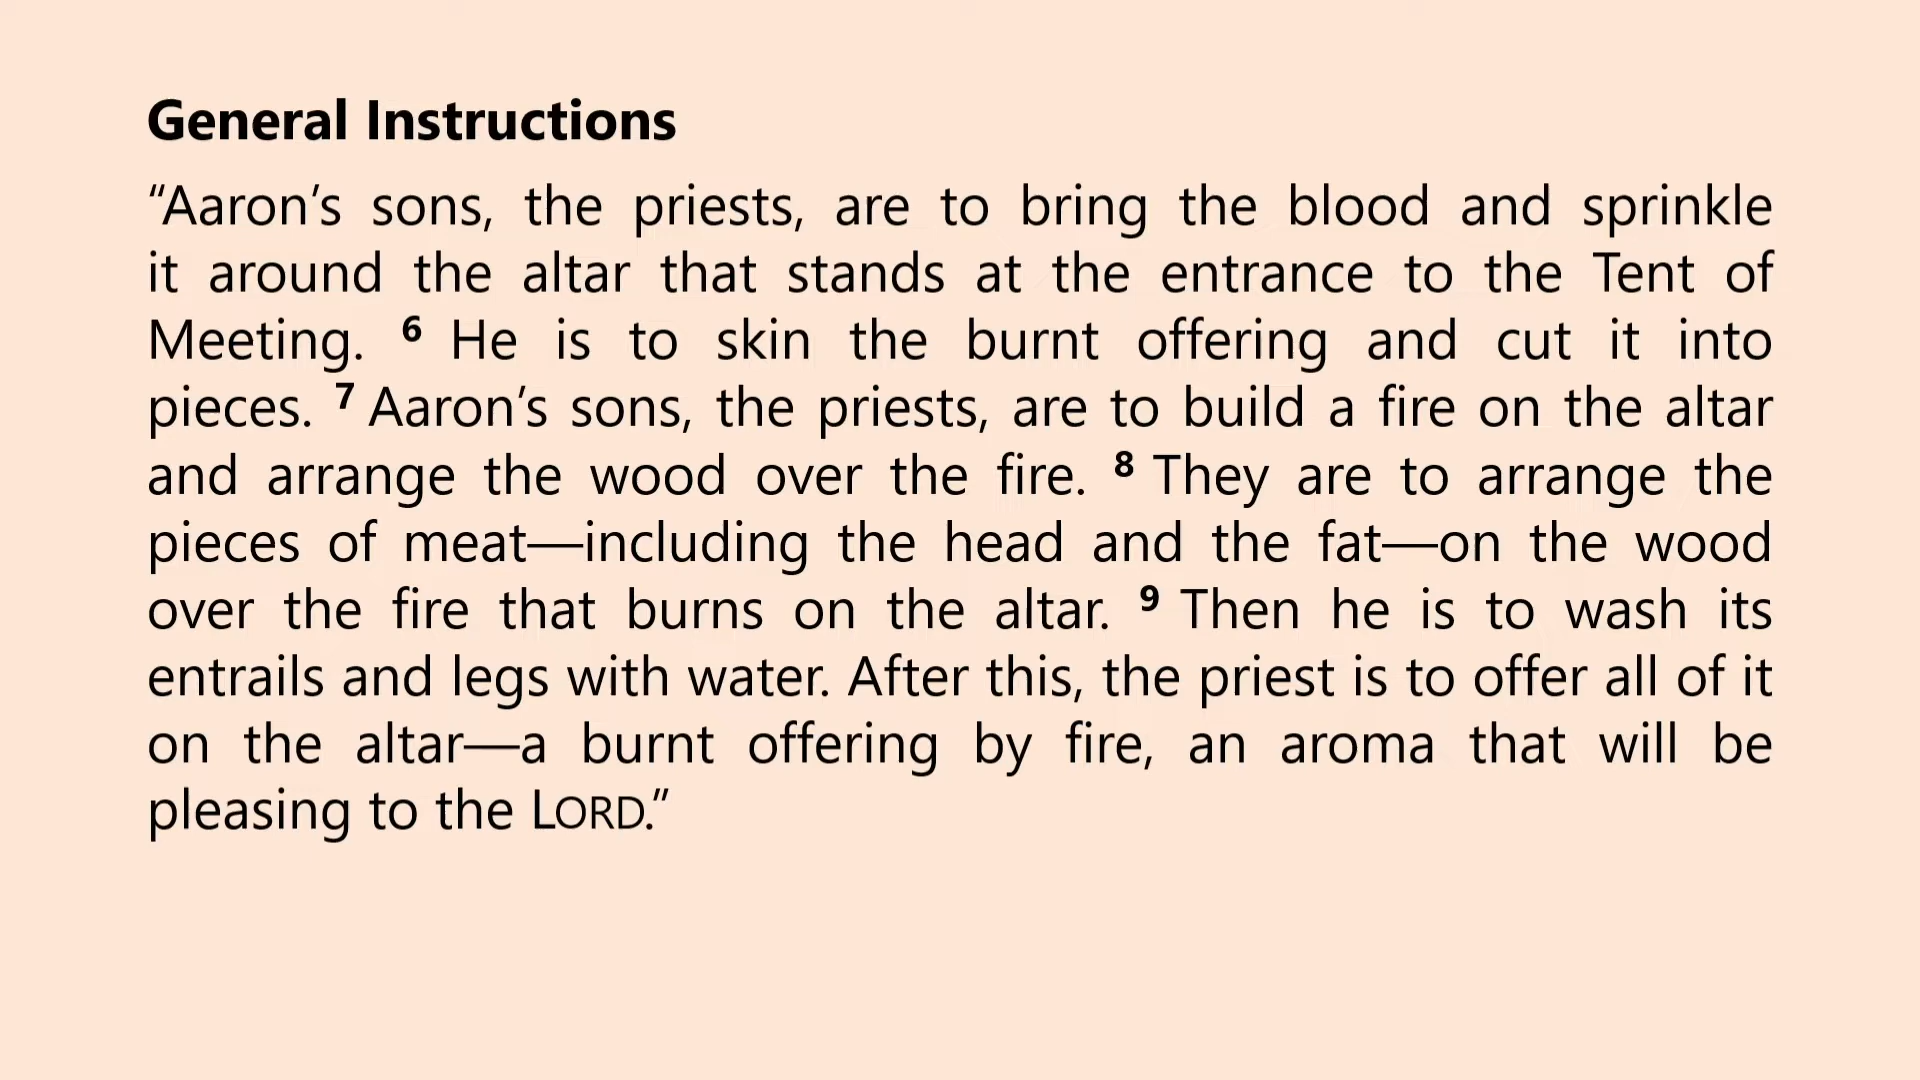 General Instructions
“Aaron’s sons, the priests, are to bring the blood and sprinkle
it around the altar that stands at the entrance to the Tent of
Meeting. 6 He is to skin the burnt offering and cut it into
pieces. 7 Aaron’s sons, the priests, are to build a fire on the altar
and arrange the wood over the fire. 8 They are to arrange the
pieces of meat—including the head and the fat—on the wood
over the fire that burns on the altar. 9 Then he is to wash its
entrails and legs with water. After this, the priest is to offer all of it
on the altar—a burnt offering by fire, an aroma that will be
pleasing to the LORD.”